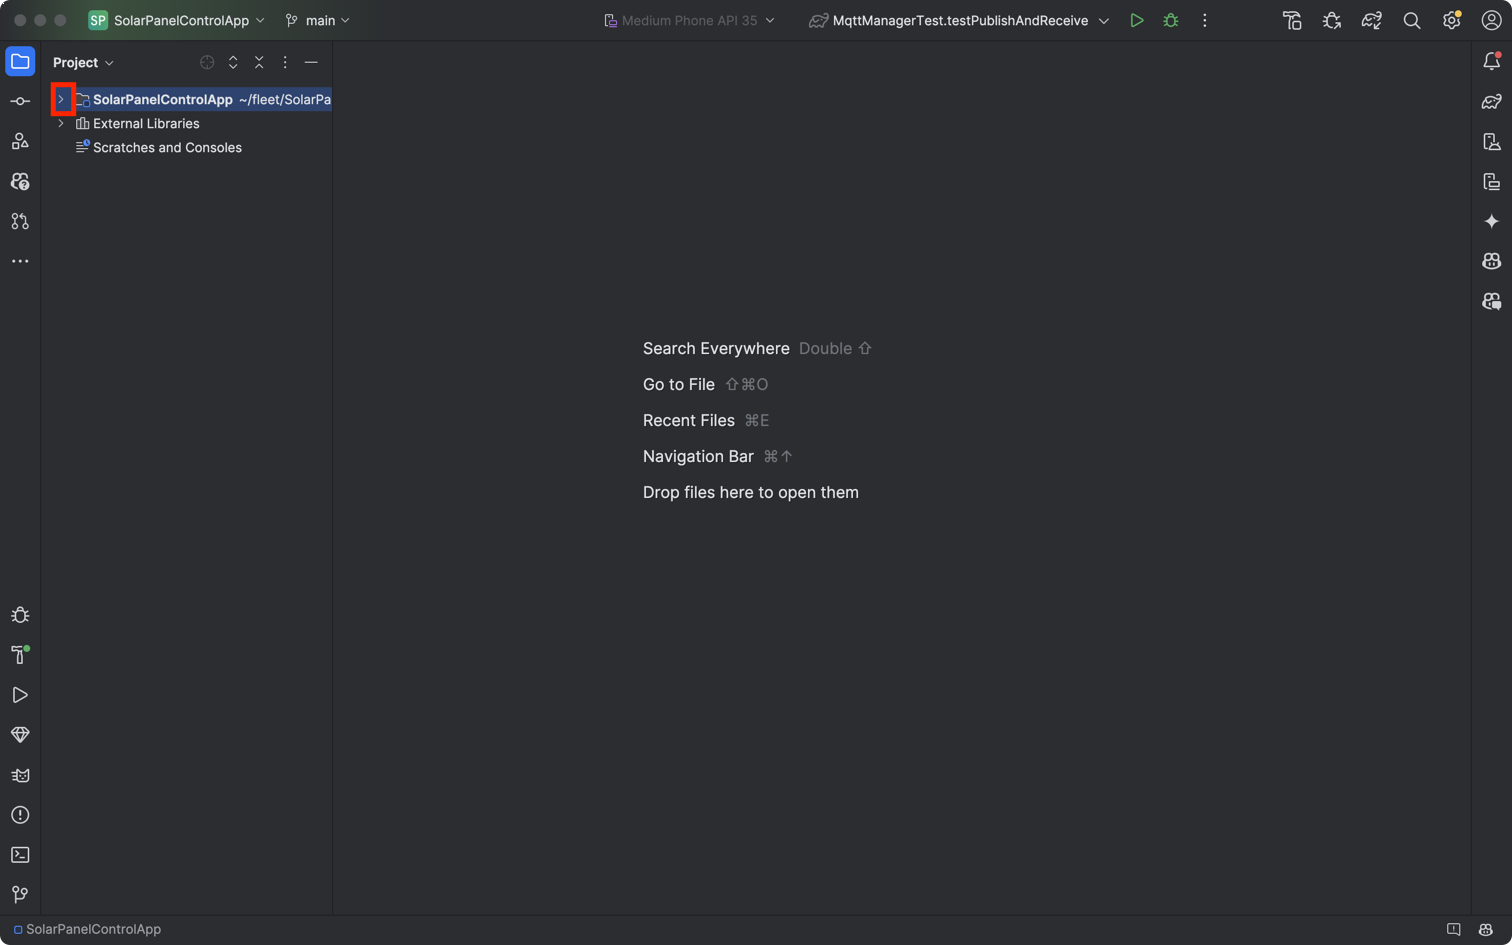 SP SolarPanelControlApp main Medium Phone API 35 MqttManagerTest.testPublishAndReceive
Project
SolarPanelControlApp ~/fleet/SolarPa
External Libraries
Scratches and Consoles
Search Everywhere Double ⇧
Go to File ⇧⌘O
Recent Files ⌘E
Navigation Bar ⌘↑
Drop files here to open them
SolarPanelControlApp